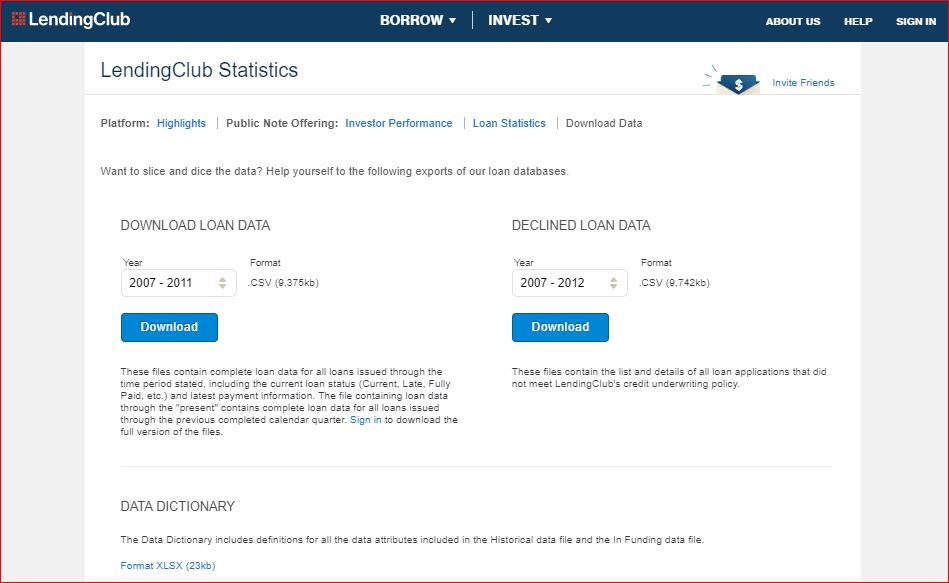 LendingClub
BORROW
INVEST
ABOUT US
HELP
SIGN IN
LendingClub Statistics
$
Invite Friends
Platform: Highlights
Public Note Offering: Investor Performance
Loan Statistics
Download Data
Want to slice and dice the data? Help yourself to the following exports of our loan databases.
DOWNLOAD LOAN DATA
Year
Format
2007 - 2011
.CSV (9,375kb)
Download
These files contain complete loan data for all loans issued through the
time period stated, including the current loan status (Current, Late, Fully
Paid, etc.) and latest payment information. The file containing loan data
through the "present" contains complete loan data for all loans issued
through the previous completed calendar quarter. Sign in to download the
full version of the files.
DECLINED LOAN DATA
Year
Format
2007 - 2012
.CSV (9,742kb)
Download
These files contain the list and details of all loan applications that did
not meet LendingClub's credit underwriting policy.
DATA DICTIONARY
The Data Dictionary includes definitions for all the data attributes included in the Historical data file and the In Funding data file.
Format XLSX (23kb)